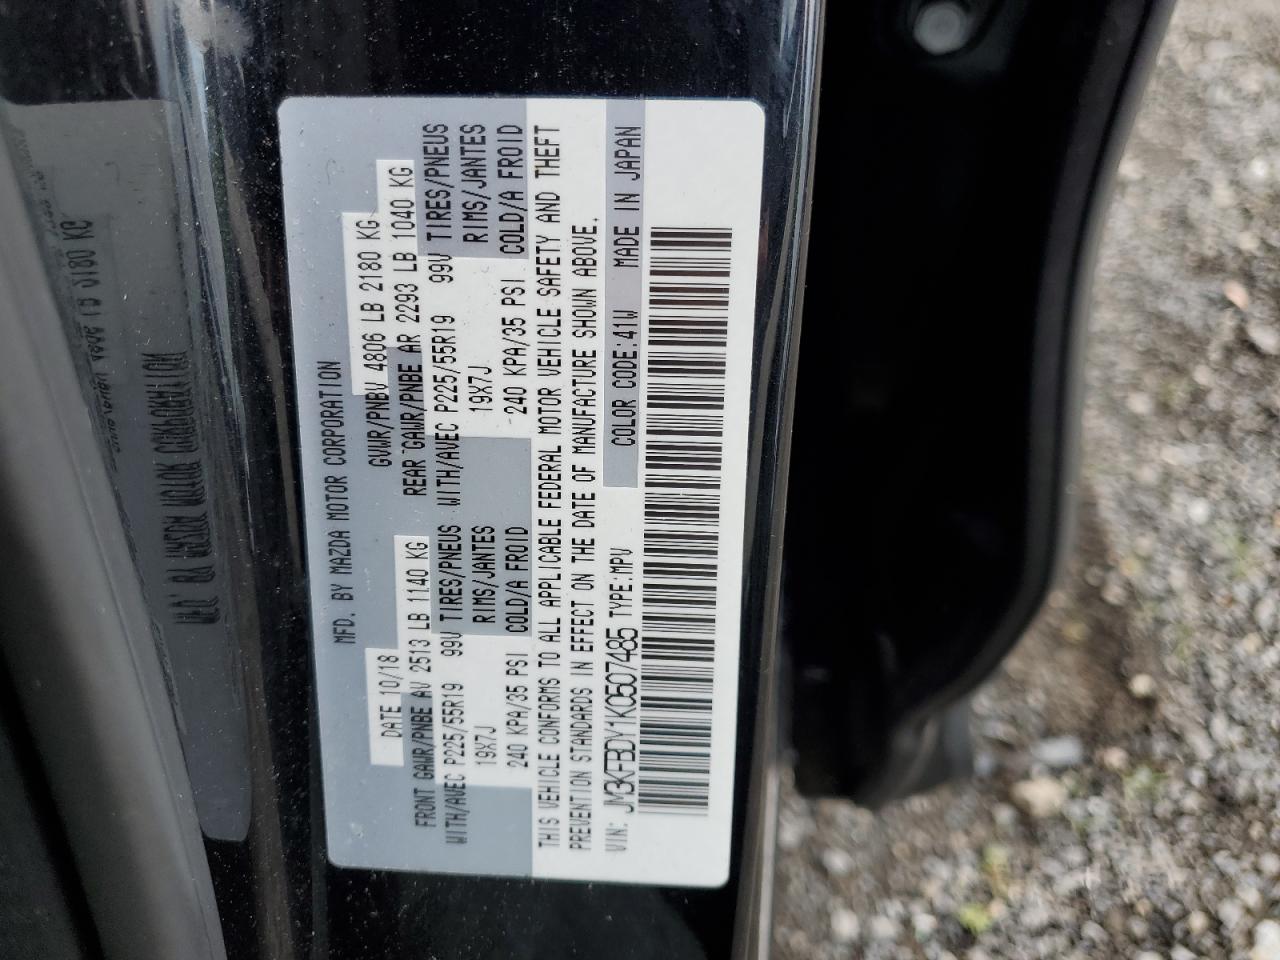 MFD. BY MAZDA MOTOR CORPORATION
DATE 10/18 GVWR/PNBV 4806 LB 2180 KG
FRONT GAWR/PNBE AV 2513 LB 1140 KG REAR GAWR/PNBE AR 2293 LB 1040 KG
WITH/AVEC P225/55R19 99V TIRES/PNEUS WITH/AVEC P225/55R19 99V TIRES/PNEUS
19X7J RIMS/JANTES 19X7J RIMS/JANTES
240 KPA/35 PSI COLD/A FROID 240 KPA/35 PSI COLD/A FROID
THIS VEHICLE CONFORMS TO ALL APPLICABLE FEDERAL MOTOR VEHICLE SAFETY AND THEFT
PREVENTION STANDARDS IN EFFECT ON THE DATE OF MANUFACTURE SHOWN ABOVE.
VIN: JM3KFBDY1K0507485 TYPE:MPV COLOR CODE:41W MADE IN JAPAN